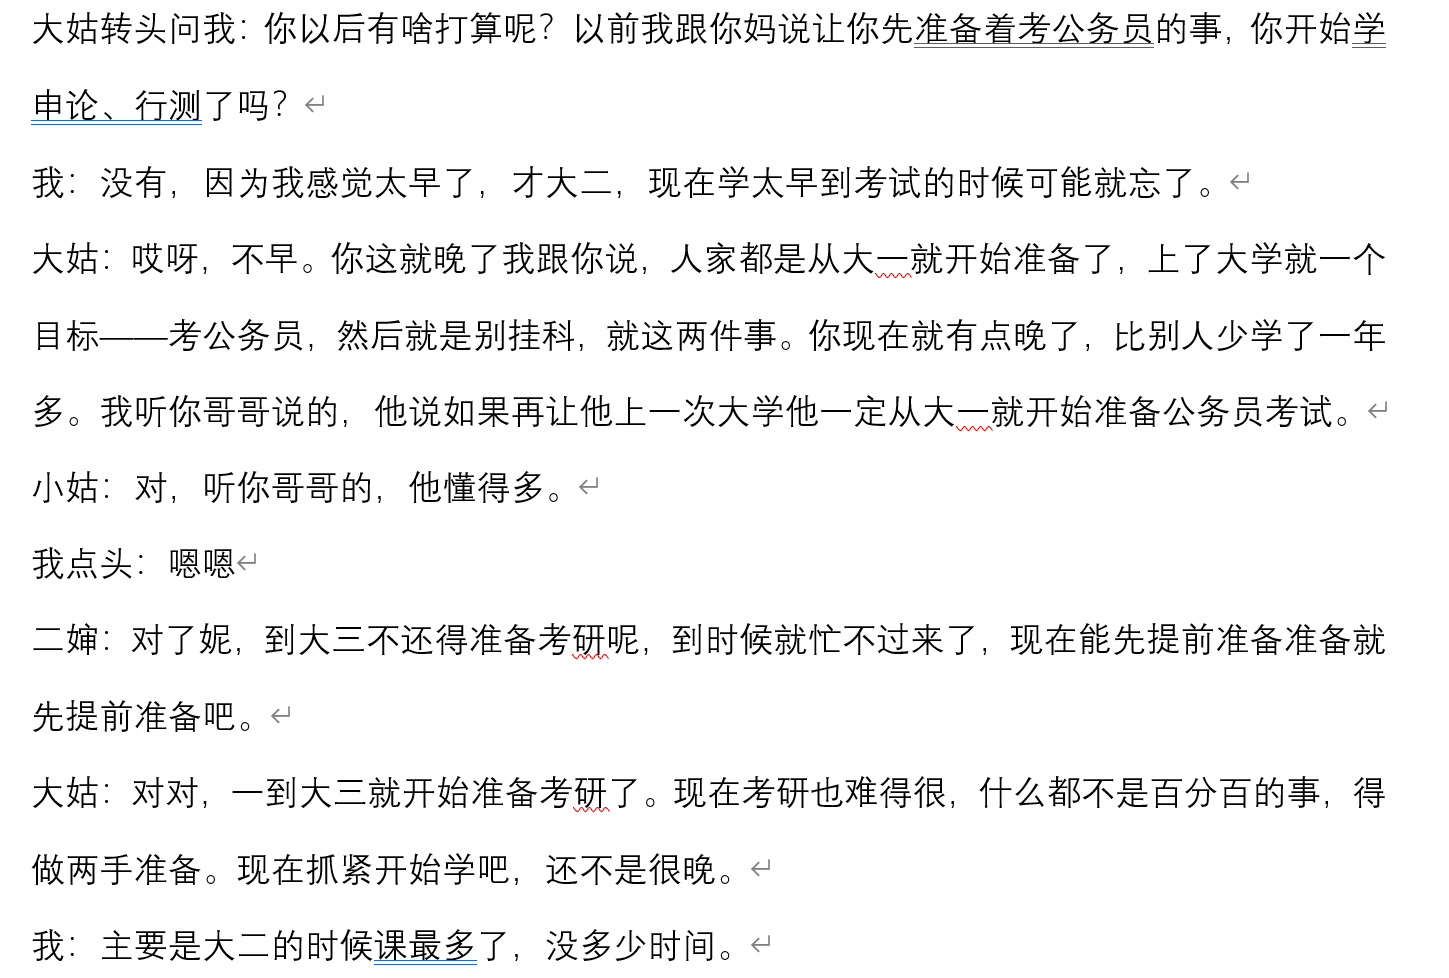 大姑转头问我：你以后有啥打算呢？以前我跟你妈说让你先准备着考公务员的事，你开始学
申论、行测了吗？
我：没有，因为我感觉太早了，才大二，现在学太早到考试的时候可能就忘了。
大姑：哎呀，不早。你这就晚了我跟你说，人家都是从大一就开始准备了，上了大学就一个
目标——考公务员，然后就是别挂科，就这两件事。你现在就有点晚了，比别人少学了一年
多。我听你哥哥说的，他说如果再让他上一次大学他一定从大一就开始准备公务员考试。
小姑：对，听你哥哥的，他懂得多。
我点头：嗯嗯
二婶：对了妮，到大三不还得准备考研呢，到时候就忙不过来了，现在能先提前准备准备就
先提前准备吧。
大姑：对对，一到大三就开始准备考研了。现在考研也难得很，什么都不是百分百的事，得
做两手准备。现在抓紧开始学吧，还不是很晚。
我：主要是大二的时候课最多了，没多少时间。